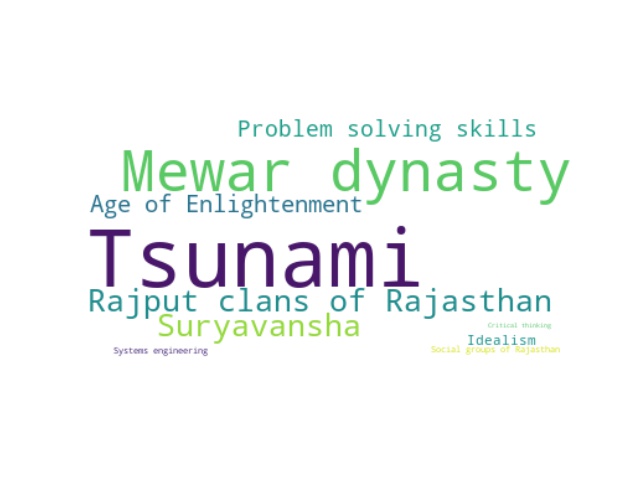 Problem solving skills
Mewar dynasty
Age of Enlightenment
Tsunami
Rajput clans of Rajasthan
Suryavansha
Critical thinking
Idealism
Social groups of Rajasthan
Systems engineering